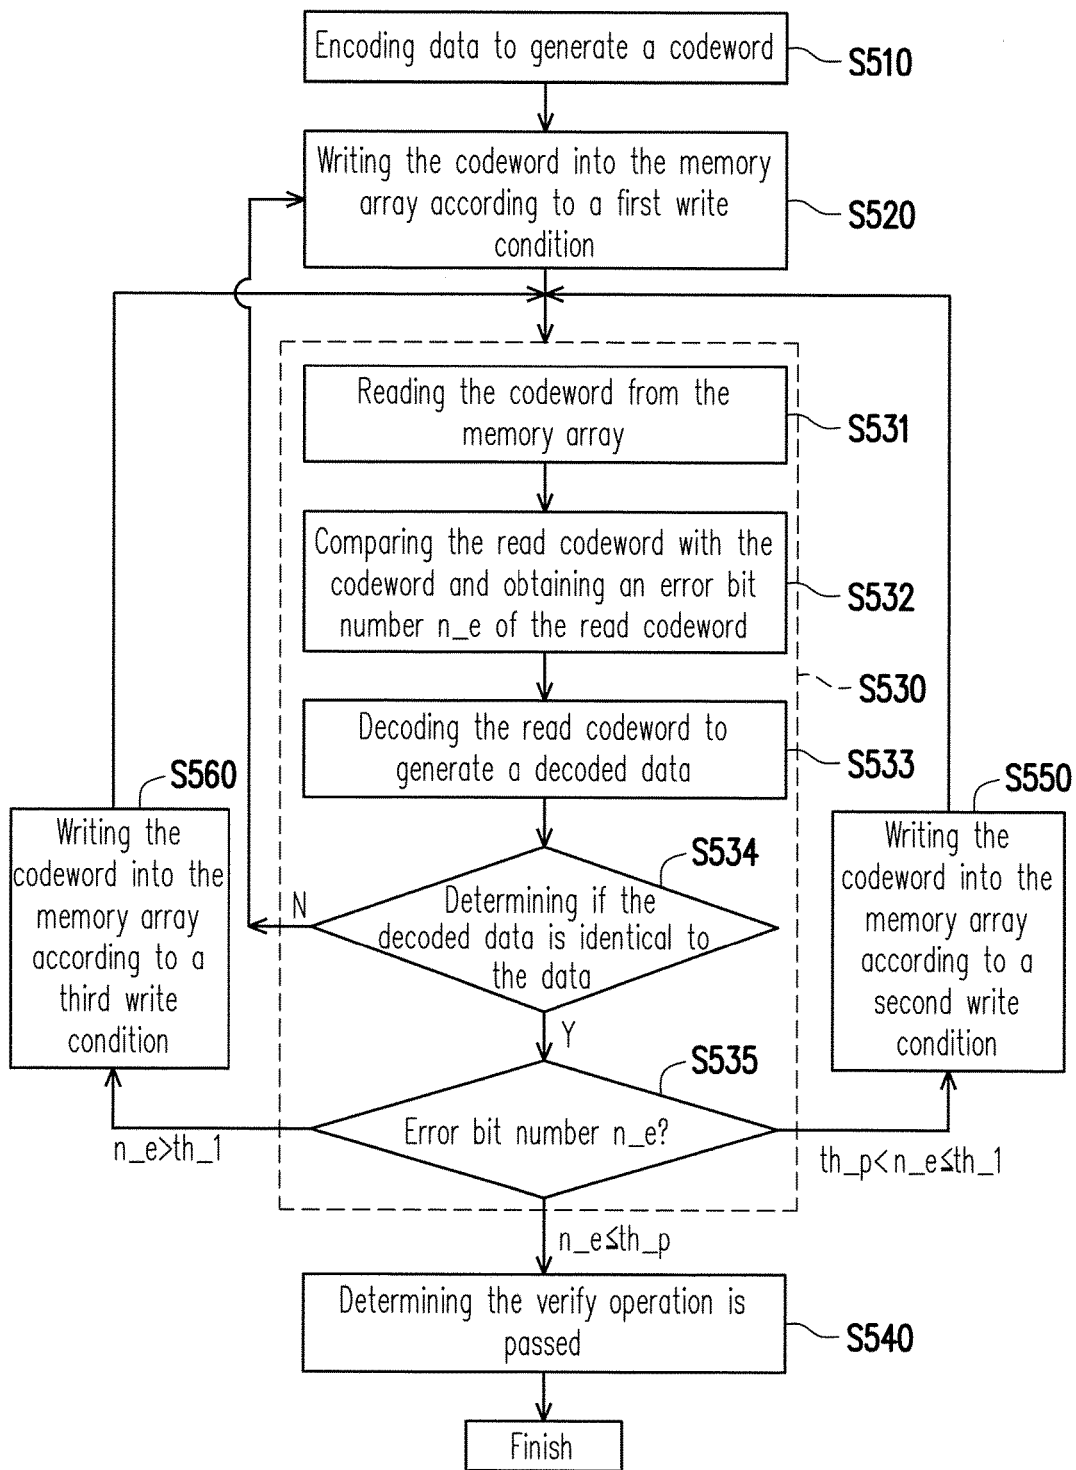 Encoding data to generate a codeword
S510
Writing the codeword into the memory
array according to a first write
condition
S520
Reading the codeword from the
memory array
S531
Comparing the read codeword with the
codeword and obtaining an error bit
number n_e of the read codeword
S532
S530
Decoding the read codeword to
generate a decoded data
S533
S560
Writing the
codeword into the
memory array
according to a
third write
condition
S550
Writing the
codeword into the
memory array
according to a
second write
condition
S534
N
Determining if the
decoded data is identical to
the data
Y
S535
Error bit number n_e?
n_e>th_1
th_p<n_e≤th_1
n_e≤th_p
Determining the verify operation is
passed
S540
Finish